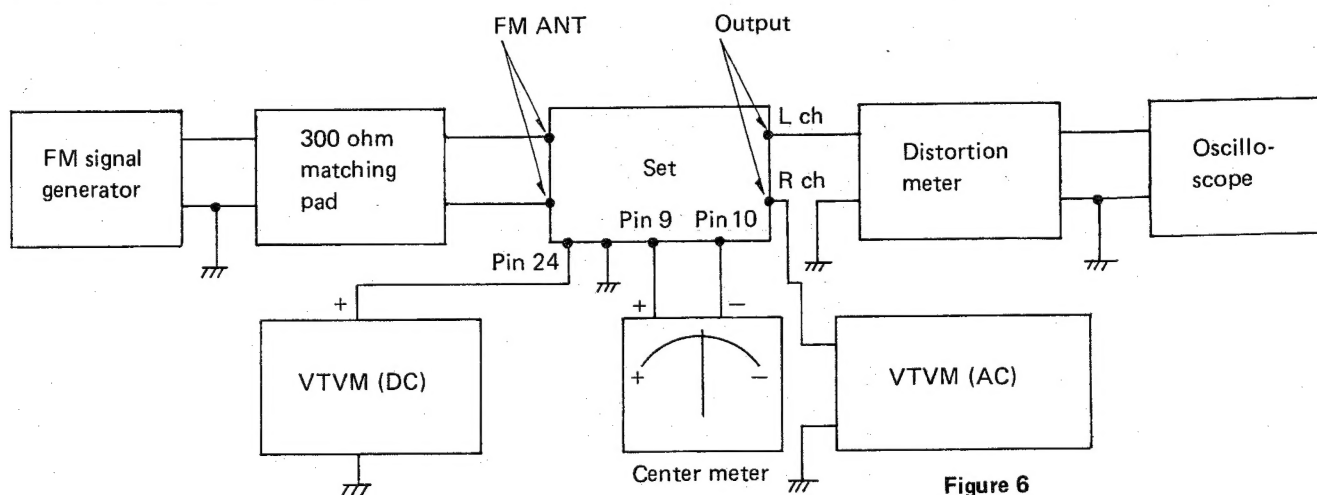 FM ANT
Output
FM signal
generator
300 ohm
matching
pad
Set
L ch
R ch
Distortion
meter
Oscillo-
scope
Pin 9
Pin 10
Pin 24
+
+
−
VTVM (DC)
+
−
Center meter
VTVM (AC)
Figure 6